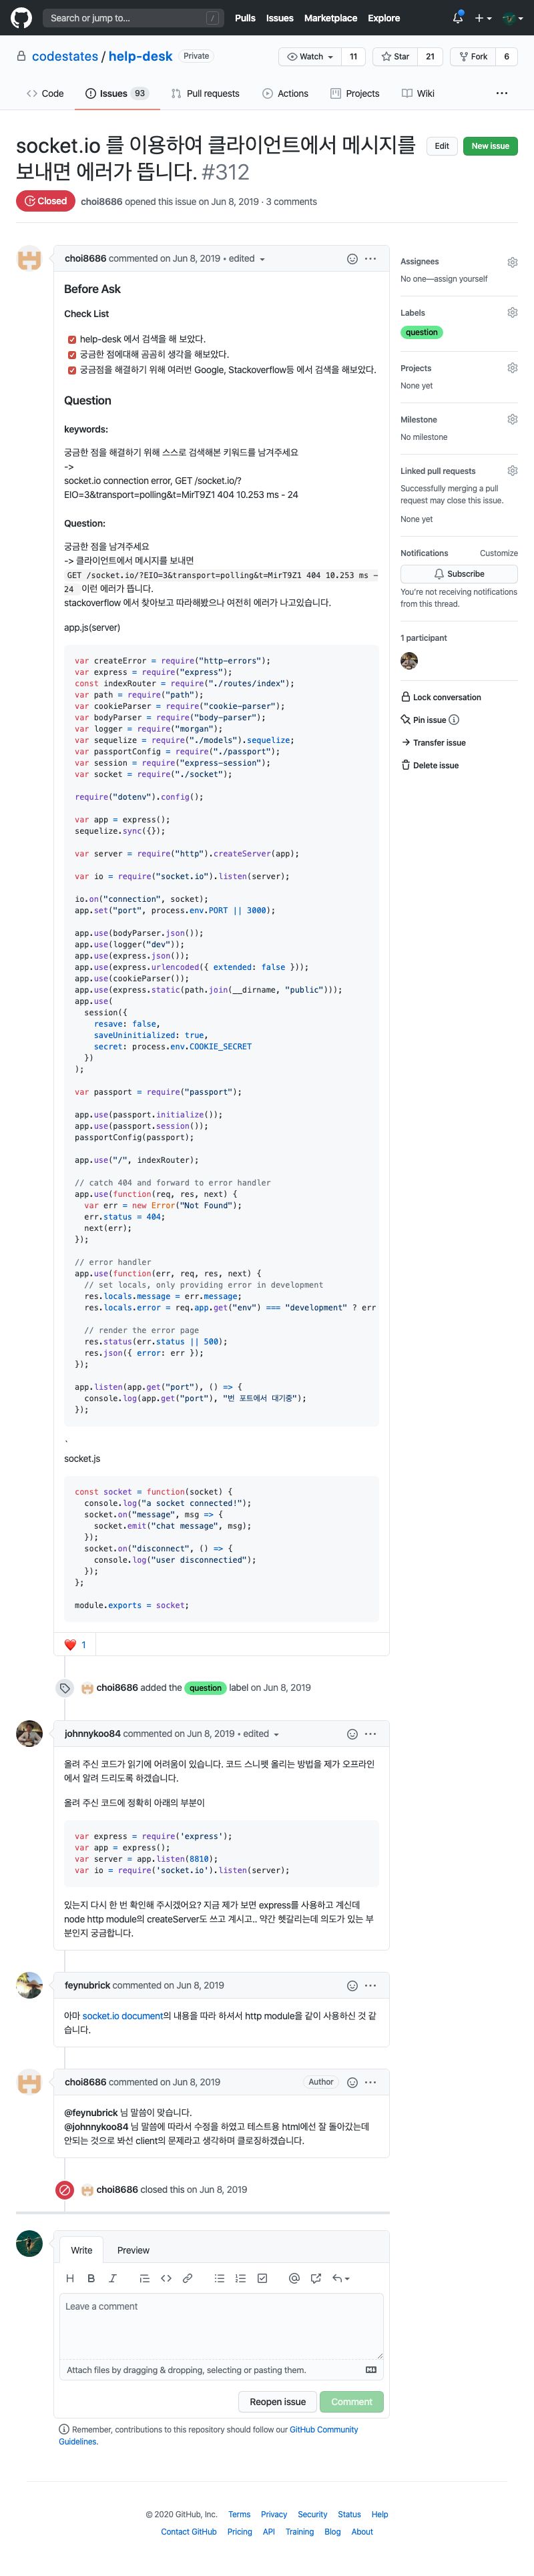 Search or jump to... /
Pulls Issues Marketplace Explore
codestates / help-desk Private
Watch 11 Star 21 Fork 6
Code Issues 93 Pull requests Actions Projects Wiki
socket.io 를 이용하여 클라이언트에서 메시지를
보내면 에러가 뜹니다. #312
Edit New issue
Closed choi8686 opened this issue on Jun 8, 2019 · 3 comments
choi8686 commented on Jun 8, 2019 • edited
Before Ask
Check List
help-desk 에서 검색을 해 보았다.
궁금한 점에대해 곰곰히 생각을 해보았다.
궁금점을 해결하기 위해 여러번 Google, Stackoverflow등 에서 검색을 해보았다.
Question
keywords:
궁금한 점을 해결하기 위해 스스로 검색해본 키워드를 남겨주세요
->
socket.io connection error, GET /socket.io/?
EIO=3&transport=polling&t=MirT9Z1 404 10.253 ms - 24
Question:
궁금한 점을 남겨주세요
-> 클라이언트에서 메시지를 보내면
GET /socket.io/?EIO=3&transport=polling&t=MirT9Z1 404 10.253 ms -
24 이런 에러가 뜹니다.
stackoverflow 에서 찾아보고 따라해봤으나 여전히 에러가 나고있습니다.
app.js(server)
var createError = require("http-errors");
var express = require("express");
const indexRouter = require("./routes/index");
var path = require("path");
var cookieParser = require("cookie-parser");
var bodyParser = require("body-parser");
var logger = require("morgan");
var sequelize = require("./models").sequelize;
var passportConfig = require("./passport");
var session = require("express-session");
var socket = require("./socket");
require("dotenv").config();
var app = express();
sequelize.sync({});
var server = require("http").createServer(app);
var io = require("socket.io").listen(server);
io.on("connection", socket);
app.set("port", process.env.PORT || 3000);
app.use(bodyParser.json());
app.use(logger("dev"));
app.use(express.json());
app.use(express.urlencoded({ extended: false }));
app.use(cookieParser());
app.use(express.static(path.join(__dirname, "public")));
app.use(
session({
resave: false,
saveUninitialized: true,
secret: process.env.COOKIE_SECRET
})
);
var passport = require("passport");
app.use(passport.initialize());
app.use(passport.session());
passportConfig(passport);
app.use("/", indexRouter);
// catch 404 and forward to error handler
app.use(function(req, res, next) {
var err = new Error("Not Found");
err.status = 404;
next(err);
});
// error handler
app.use(function(err, req, res, next) {
// set locals, only providing error in development
res.locals.message = err.message;
res.locals.error = req.app.get("env") === "development" ? err
// render the error page
res.status(err.status || 500);
res.json({ error: err });
});
app.listen(app.get("port"), () => {
console.log(app.get("port"), "번 포트에서 대기중");
});
`
socket.js
const socket = function(socket) {
console.log("a socket connected!");
socket.on("message", msg => {
socket.emit("chat message", msg);
});
socket.on("disconnect", () => {
console.log("user disconnectied");
});
};
module.exports = socket;
1
choi8686 added the question label on Jun 8, 2019
johnnykoo84 commented on Jun 8, 2019 • edited
올려 주신 코드가 읽기에 어려움이 있습니다. 코드 스니펫 올리는 방법을 제가 오프라인
에서 알려 드리도록 하겠습니다.
올려 주신 코드에 정확히 아래의 부분이
var express = require('express');
var app = express();
var server = app.listen(8810);
var io = require('socket.io').listen(server);
있는지 다시 한 번 확인해 주시겠어요? 지금 제가 보면 express를 사용하고 계신데
node http module의 createServer도 쓰고 계시고.. 약간 헷갈리는데 의도가 있는 부
분인지 궁금합니다.
feynubrick commented on Jun 8, 2019
아마 socket.io document의 내용을 따라 하셔서 http module을 같이 사용하신 것 같
습니다.
choi8686 commented on Jun 8, 2019 Author
@feynubrick 님 말씀이 맞습니다.
@johnnykoo84 님 말씀에 따라서 수정을 하였고 테스트용 html에선 잘 돌아갔는데
안되는 것으로 봐선 client의 문제라고 생각하며 클로징하겠습니다.
choi8686 closed this on Jun 8, 2019
Write Preview
Leave a comment
Attach files by dragging & dropping, selecting or pasting them.
Reopen issue Comment
Remember, contributions to this repository should follow our GitHub Community
Guidelines.
Assignees
No one—assign yourself
Labels
question
Projects
None yet
Milestone
No milestone
Linked pull requests
Successfully merging a pull
request may close this issue.
None yet
Notifications Customize
Subscribe
You're not receiving notifications
from this thread.
1 participant
Lock conversation
Pin issue
Transfer issue
Delete issue
© 2020 GitHub, Inc. Terms Privacy Security Status Help
Contact GitHub Pricing API Training Blog About